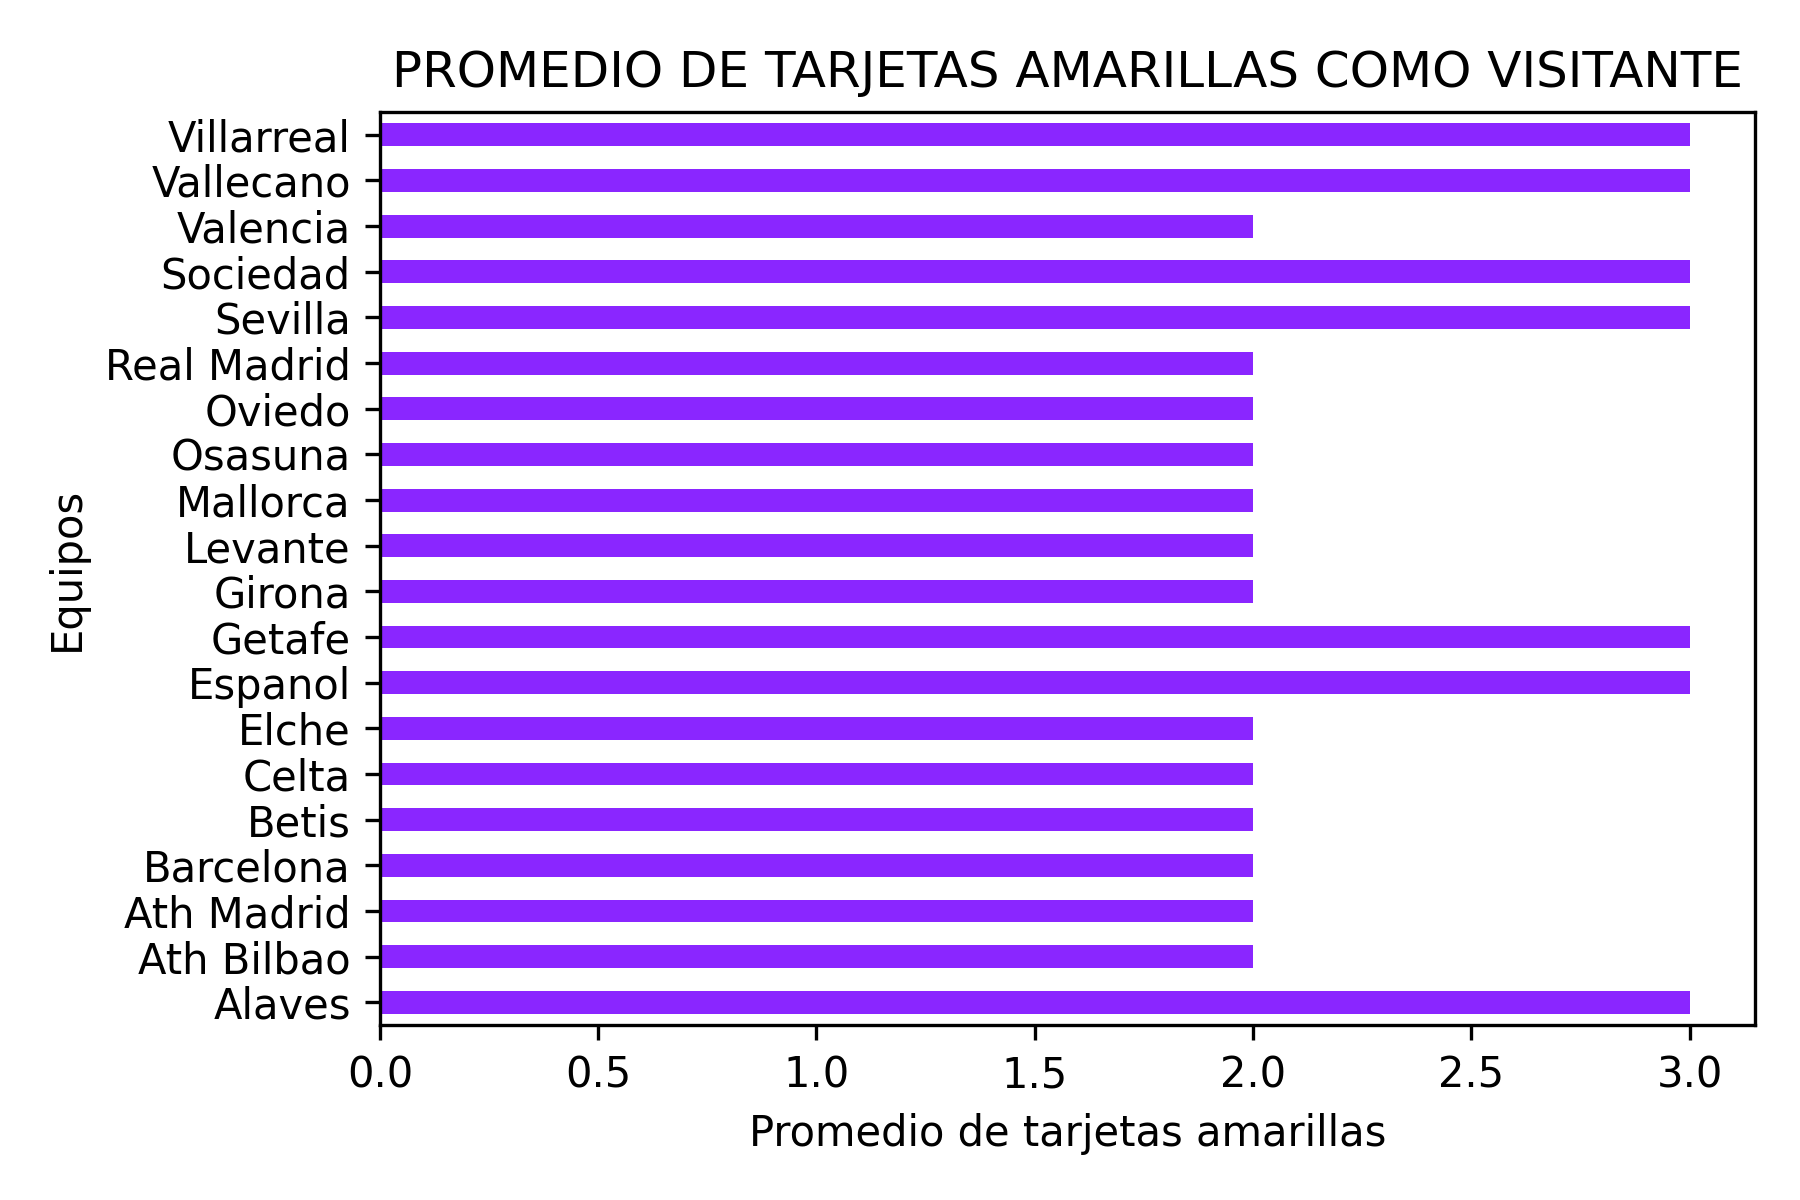 PROMEDIO DE TARJETAS AMARILLAS COMO VISITANTE
Villarreal
Vallecano
Valencia
Sociedad
Sevilla
Real Madrid
Oviedo
Osasuna
Mallorca
Levante
Girona
Getafe
Espanol
Elche
Celta
Betis
Barcelona
Ath Madrid
Ath Bilbao
Alaves
Equipos
0.0 0.5 1.0 1.5 2.0 2.5 3.0
Promedio de tarjetas amarillas